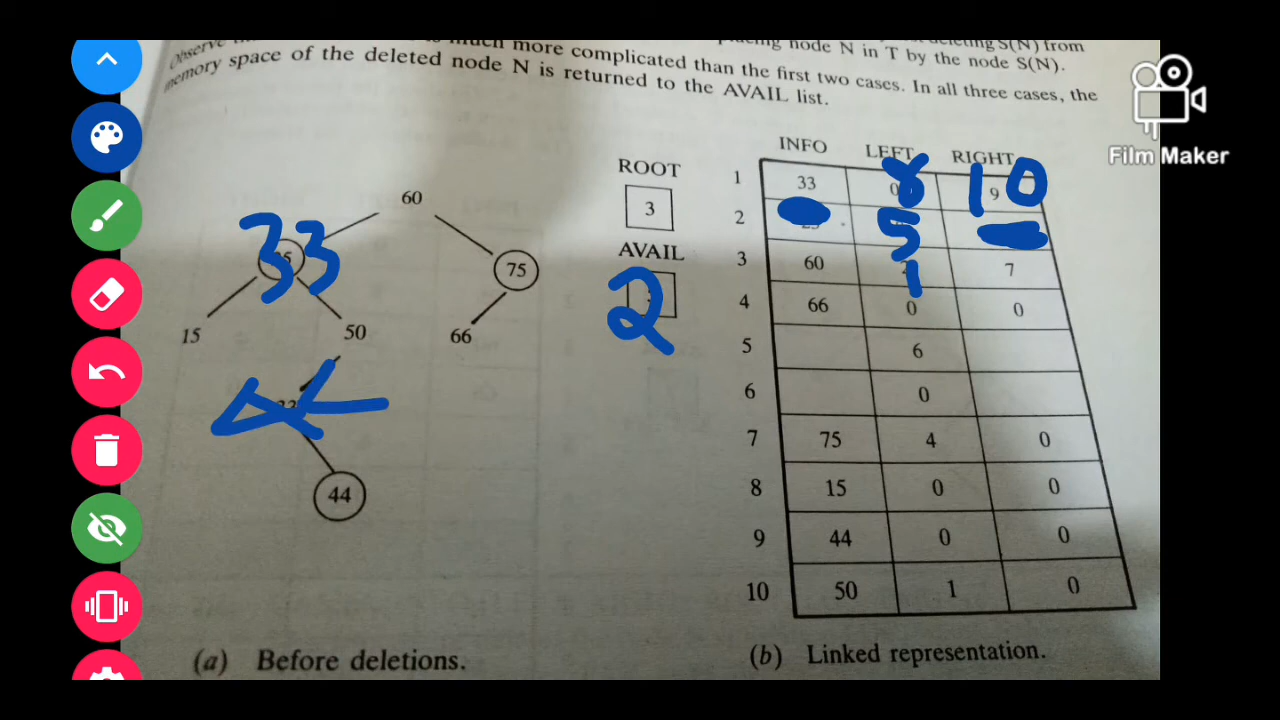 deleting S(N) from
Observe much more complicated than the first two cases. In all three cases, the
node N in T by the node S(N).
memory space of the deleted node N is returned to the AVAIL list.
Film Maker
INFO LEFT RIGHT
ROOT
3
AVAIL
2
60
33 75
15 50 66
44
1 33 8 9 10
2 5
3 60 1 7
4 66 0 0
5 6
6 0
7 75 4 0
8 15 0 0
9 44 0 0
10 50 1 0
(a) Before deletions.
(b) Linked representation.